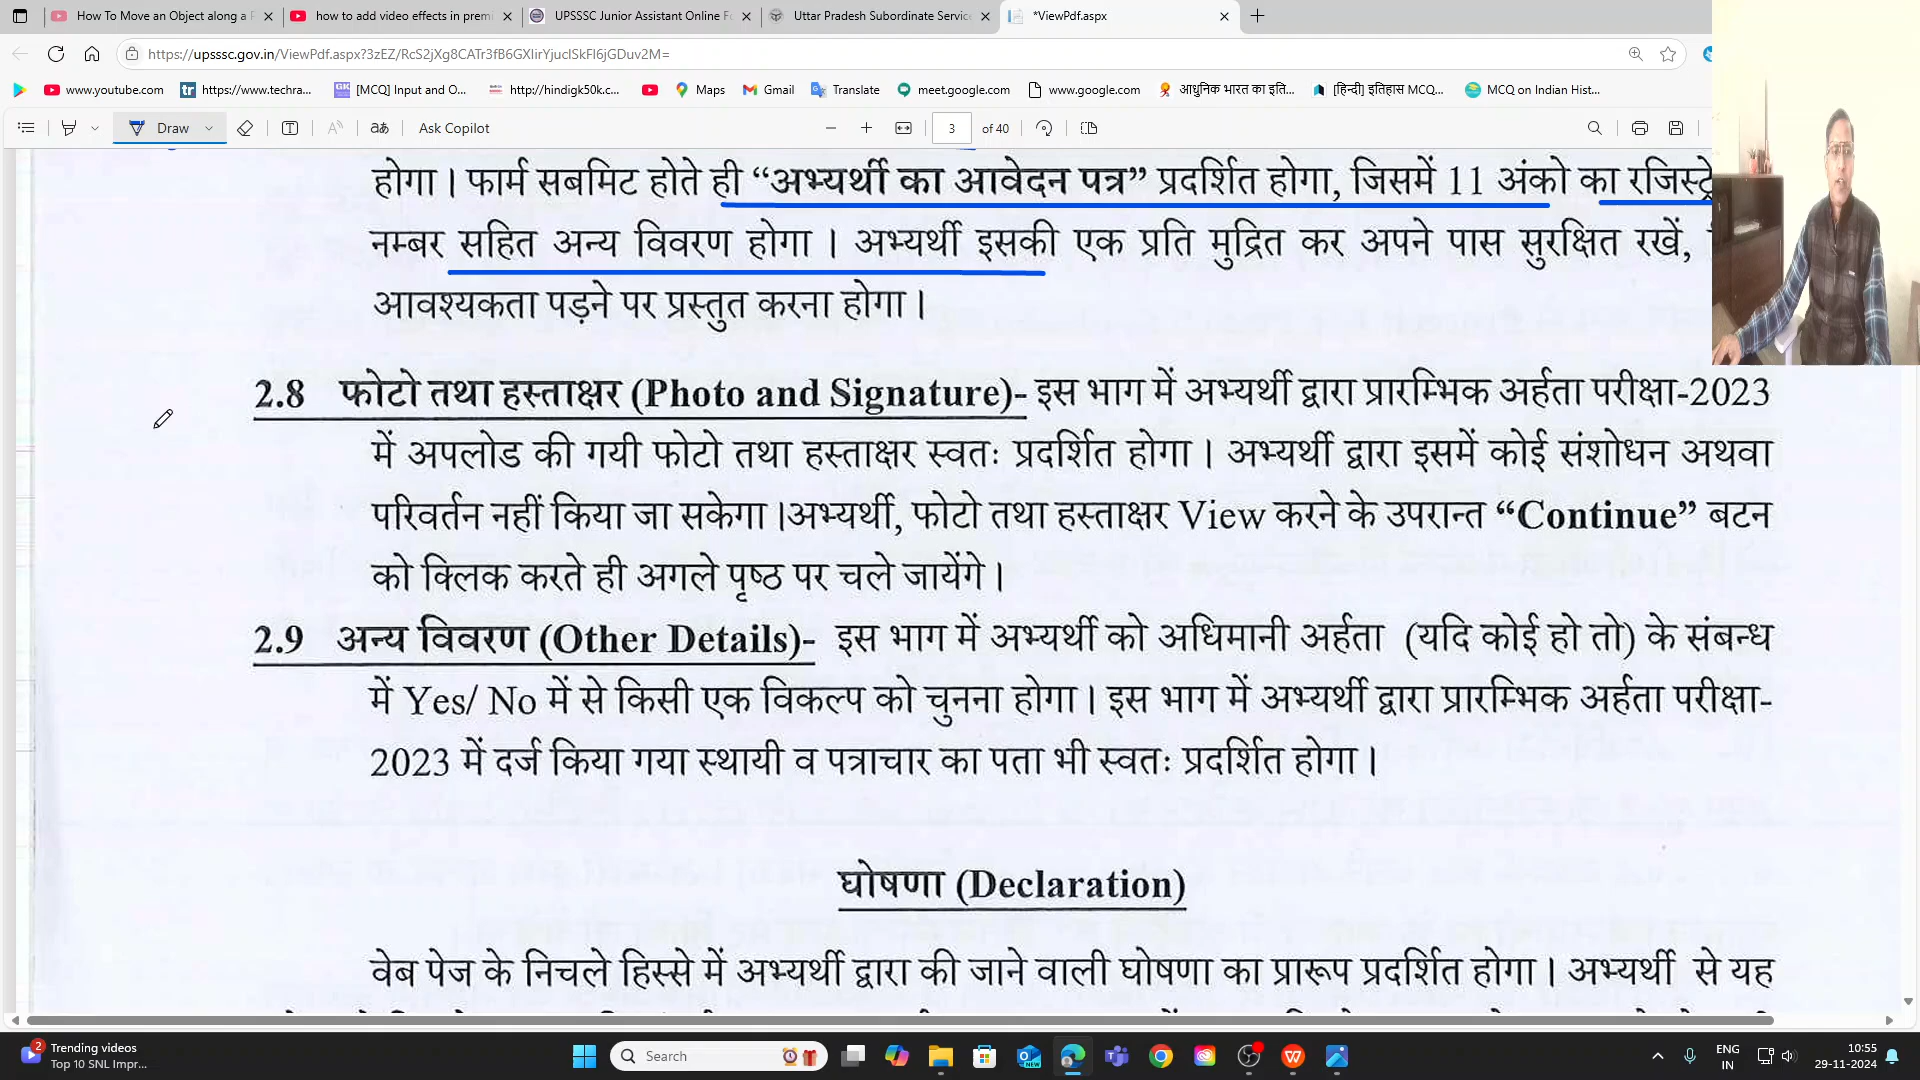 How To Move an Object along a P
how to add video effects in prem
UPSSSC Junior Assistant Online Fo
Uttar Pradesh Subordinate Service
*ViewPdf.aspx
https://upsssc.gov.in/ViewPdf.aspx?3zEZ/RcS2jXg8CATr3fB6GXlirYjuclSkFl6jGDuv2M=
www.youtube.com
https://www.techra...
[MCQ] Input and O...
http://hindigk50k.c...
Maps
Gmail
Translate
meet.google.com
www.google.com
आधुनिक भारत का इति...
[हिन्दी] इतिहास MCQ...
MCQ on Indian Hist...
Draw
Ask Copilot
3 of 40
होगा। फार्म सबमिट होते ही “अभ्यर्थी का आवेदन पत्र” प्रदर्शित होगा, जिसमें 11 अंको का रजिस्ट्रे
नम्बर सहित अन्य विवरण होगा । अभ्यर्थी इसकी एक प्रति मुद्रित कर अपने पास सुरक्षित रखें,
आवश्यकता पड़ने पर प्रस्तुत करना होगा।
2.8 फोटो तथा हस्ताक्षर (Photo and Signature)- इस भाग में अभ्यर्थी द्वारा प्रारम्भिक अर्हता परीक्षा-2023
में अपलोड की गयी फोटो तथा हस्ताक्षर स्वतः प्रदर्शित होगा। अभ्यर्थी द्वारा इसमें कोई संशोधन अथवा
परिवर्तन नहीं किया जा सकेगा।अभ्यर्थी, फोटो तथा हस्ताक्षर View करने के उपरान्त “Continue” बटन
को क्लिक करते ही अगले पृष्ठ पर चले जायेंगे।
2.9 अन्य विवरण (Other Details)- इस भाग में अभ्यर्थी को अधिमानी अर्हता (यदि कोई हो तो) के संबन्ध
में Yes/ No में से किसी एक विकल्प को चुनना होगा। इस भाग में अभ्यर्थी द्वारा प्रारम्भिक अर्हता परीक्षा-
2023 में दर्ज किया गया स्थायी व पत्राचार का पता भी स्वतः प्रदर्शित होगा।
घोषणा (Declaration)
वेब पेज के निचले हिस्से में अभ्यर्थी द्वारा की जाने वाली घोषणा का प्रारूप प्रदर्शित होगा। अभ्यर्थी से यह
2
Trending videos
Top 10 SNL Impr...
Search
ENG
IN
10:55
29-11-2024